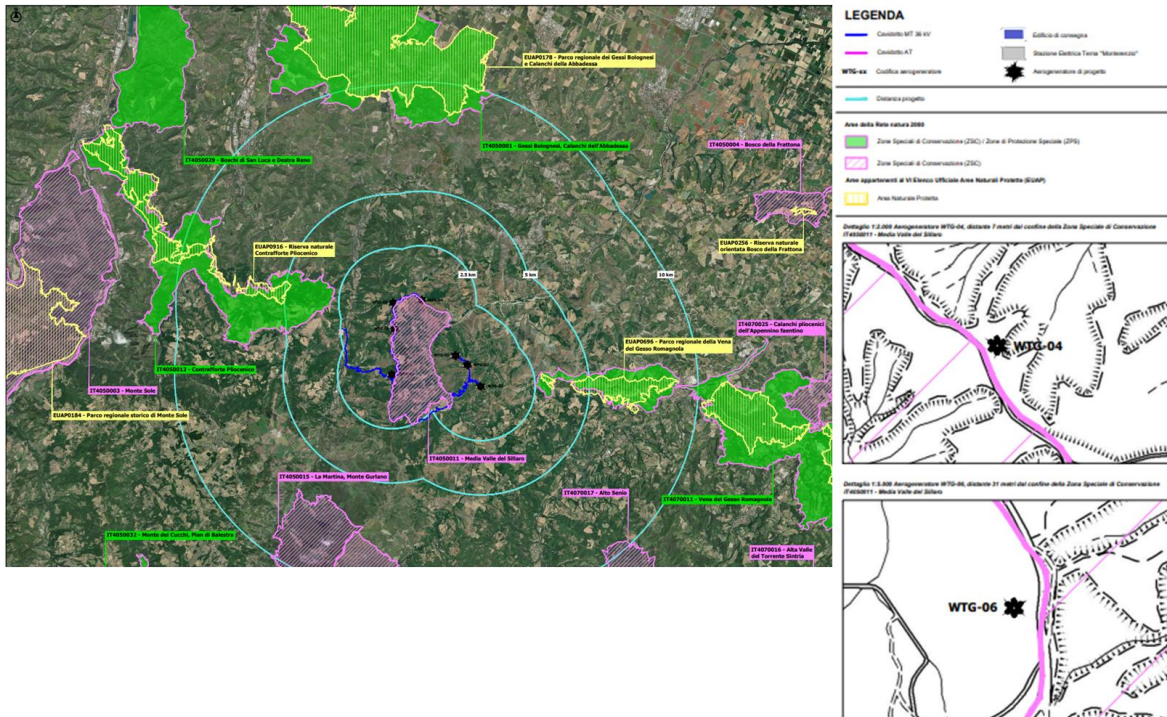 EUAP0178 - Parco regionale dei Gessi Bolognesi
e Calanchi della Abbadessa
IT4050029 - Boschi di San Luca e Destra Reno
IT4050001 - Gessi Bolognesi, Calanchi dell'Abbadessa
IT4050004 - Bosco della Frattona
EUAP0916 - Riserva naturale
Contrafforte Pliocenico
EUAP0256 - Riserva naturale
orientata Bosco della Frattona
2.5 km
5 km
10 km
IT4070025 - Calanchi pliocenici
dell'Appennino faentino
EUAP0696 - Parco regionale della Vena
del Gesso Romagnola
IT4050012 - Contrafforte Pliocenico
IT4050003 - Monte Sole
EUAP0184 - Parco regionale storico di Monte Sole
IT4050011 - Media Valle del Sillaro
IT4050015 - La Martina, Monte Gurlano
IT4070017 - Alto Senio
IT4070011 - Vena del Gesso Romagnola
IT4050032 - Monte dei Cucchi, Pian di Balestra
IT4070016 - Alta Valle
del Torrente Sintria
LEGENDA
Cavidotto MT 36 kV
Edificio di consegna
Cavidotto AT
Stazione Elettrica Terna "Monterenzio"
WTG-xx
Codifica aerogeneratore
Aerogeneratore di progetto
Distanza progetto
Aree della Rete natura 2000
Zone Speciali di Conservazione (ZSC) / Zone di Protezione Speciale (ZPS)
Zone Speciali di Conservazione (ZSC)
Aree appartenenti al VI Elenco Ufficiale Aree Naturali Protette (EUAP)
Area Naturale Protetta
Dettaglio 1:2.000 Aerogeneratore WTG-04, distante 7 metri dal confine della Zona Speciale di Conservazione
IT4050011 - Media Valle del Sillaro
WTG-04
Dettaglio 1:5.000 Aerogeneratore WTG-06, distante 31 metri dal confine della Zona Speciale di Conservazione
IT4050011 - Media Valle del Sillaro
WTG-06